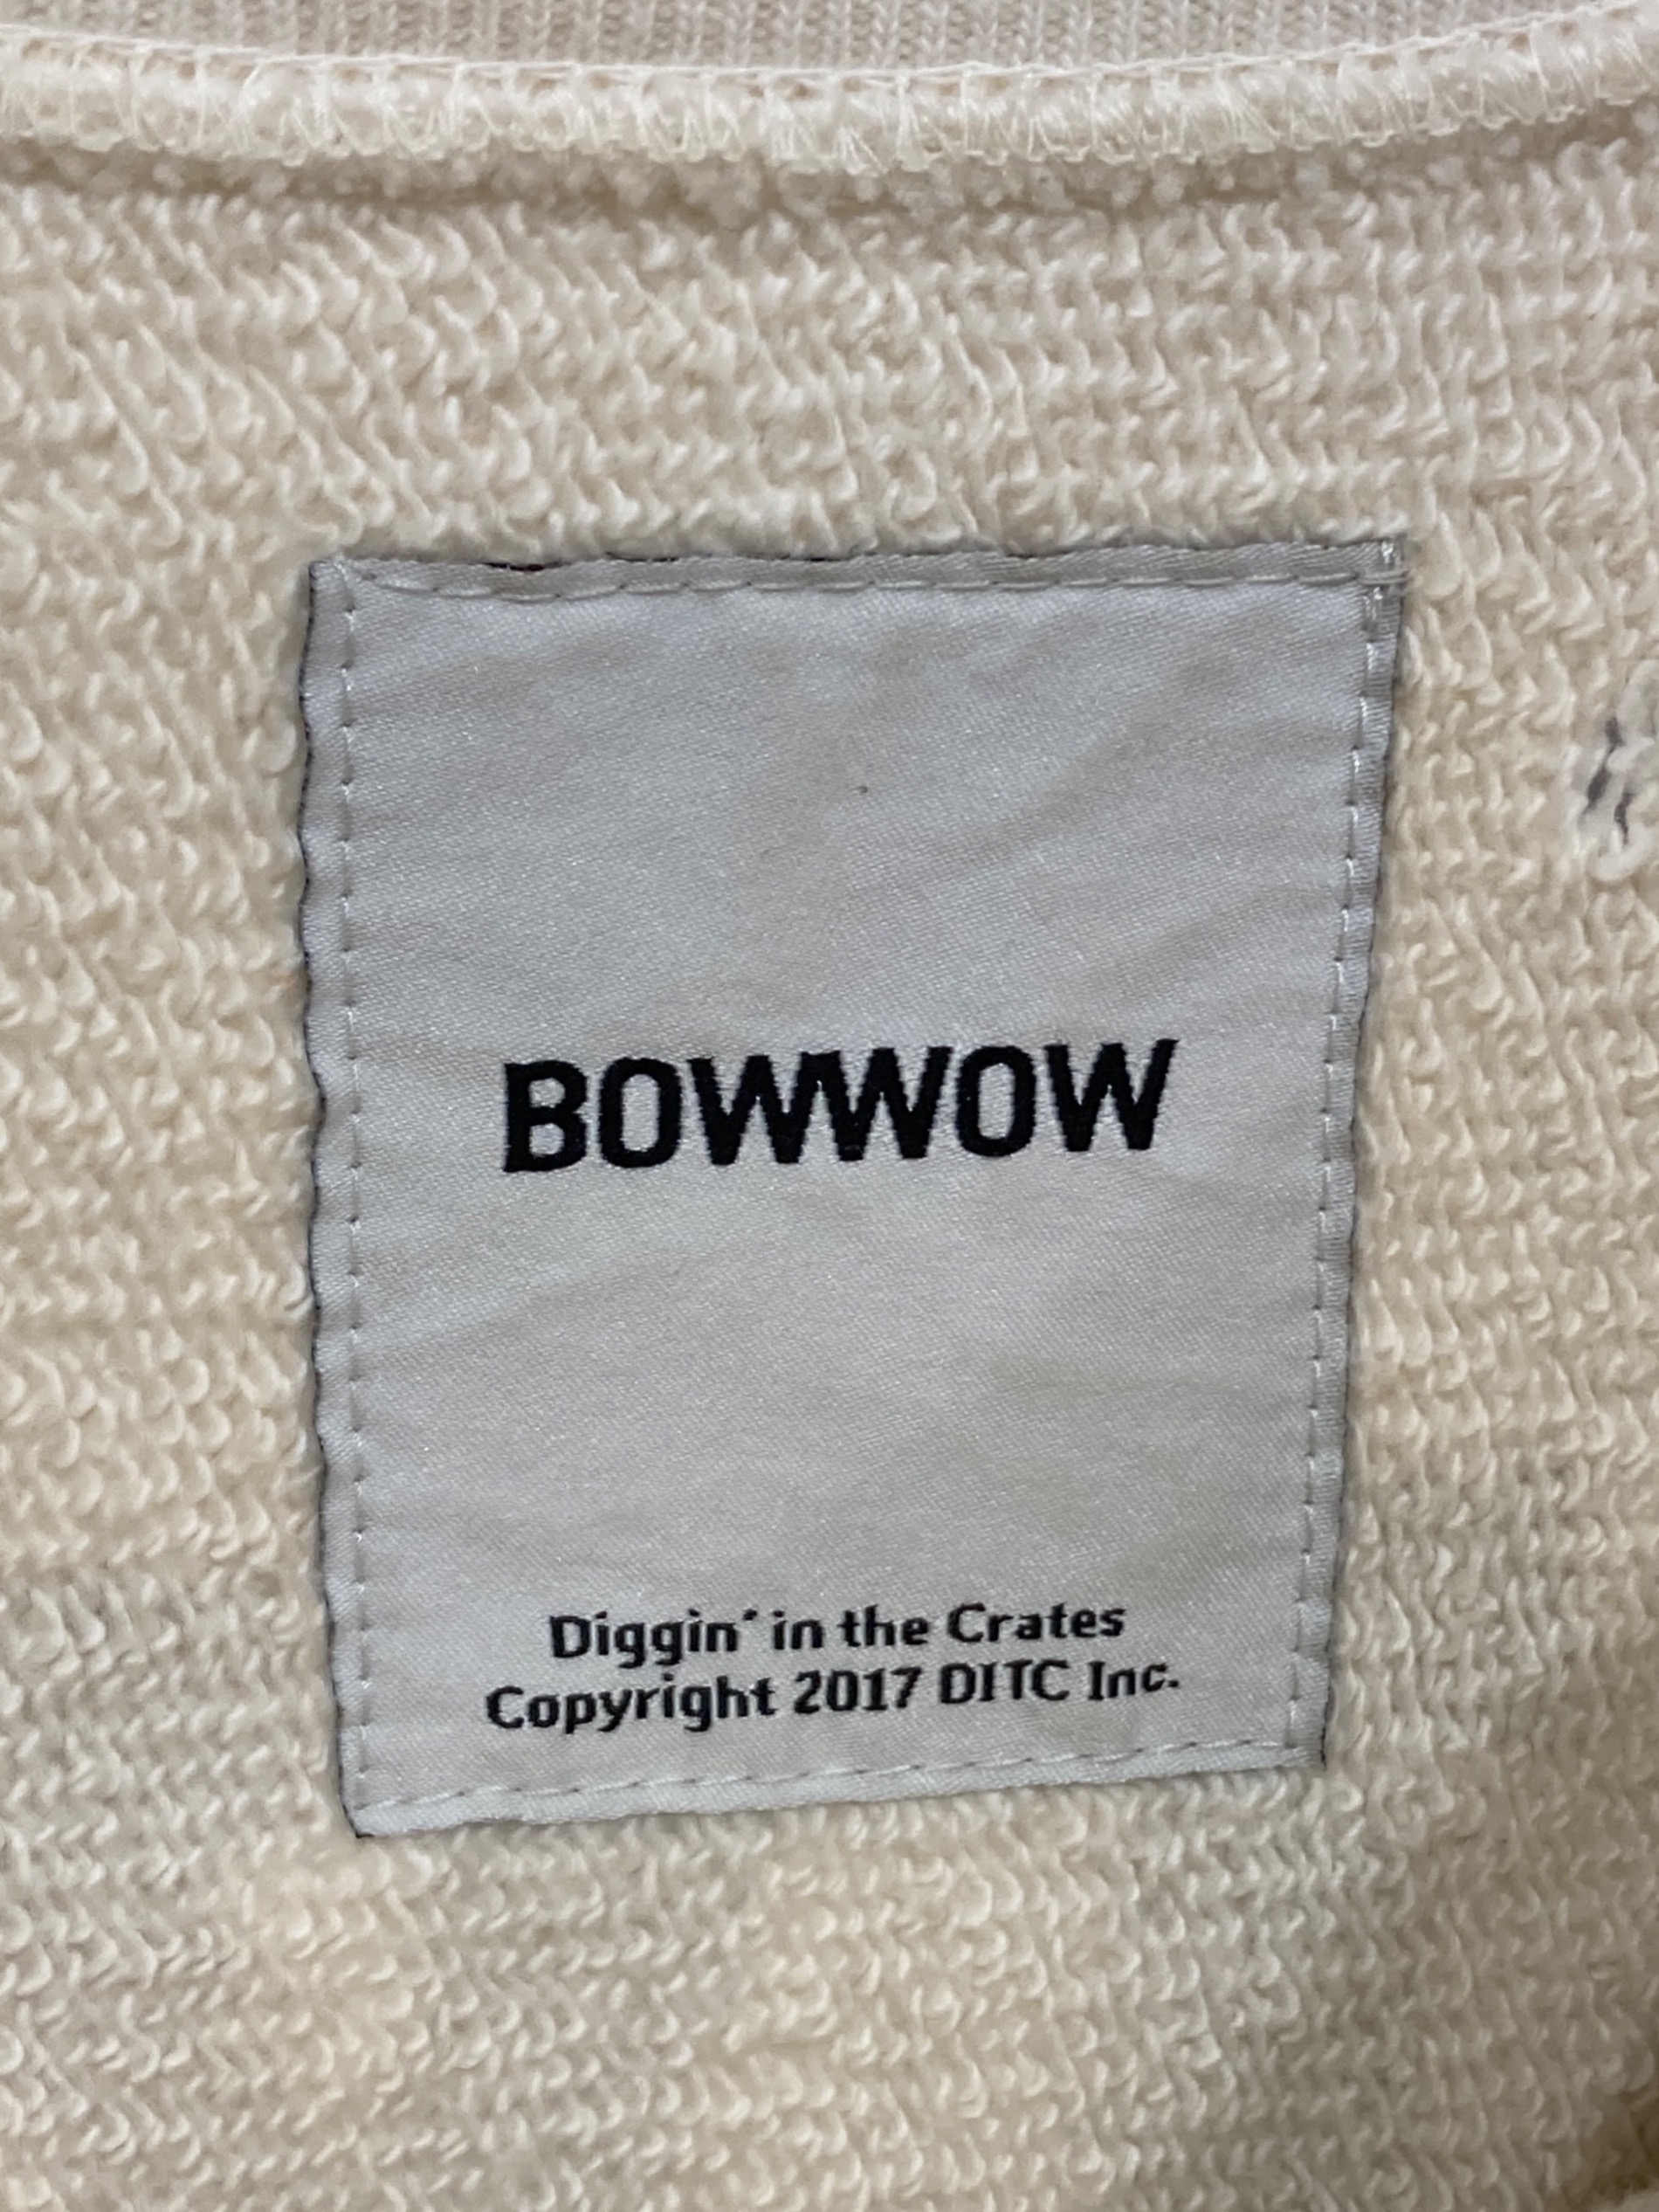 BOWWOW
Diggin' in the Crates
Copyright 2017 DITC Inc.